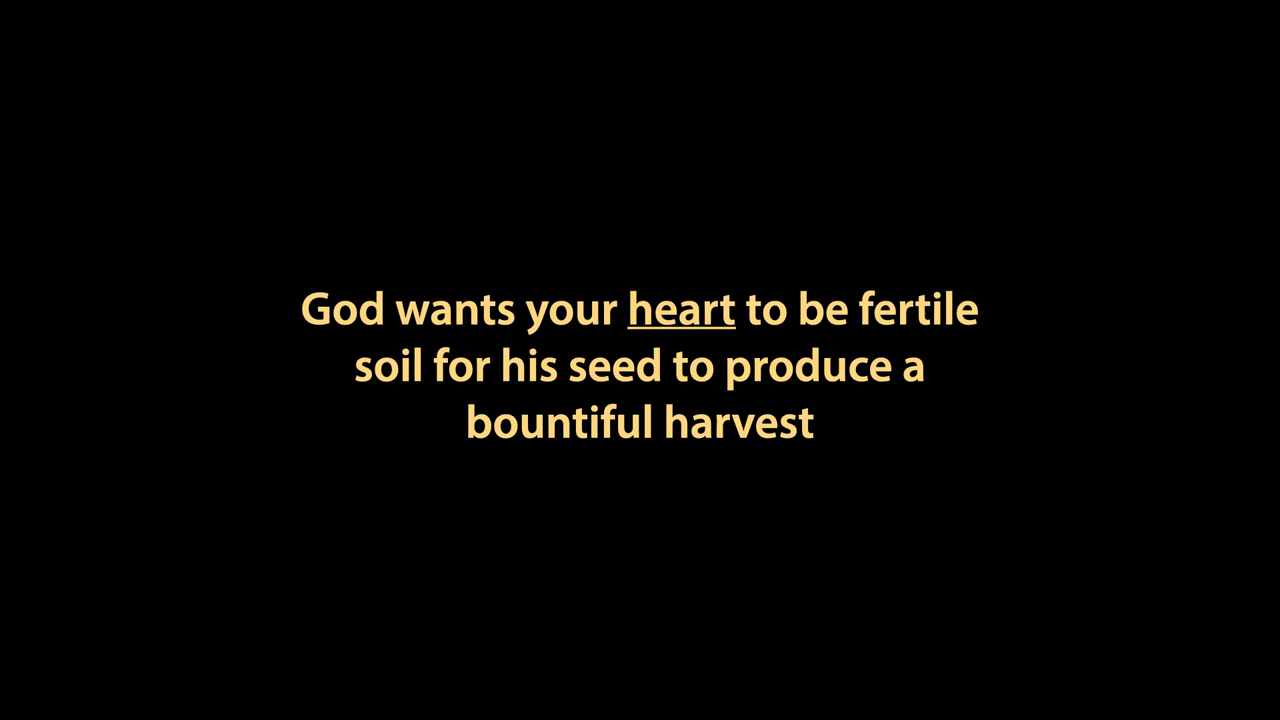 God wants your heart to be fertile
soil for his seed to produce a
bountiful harvest